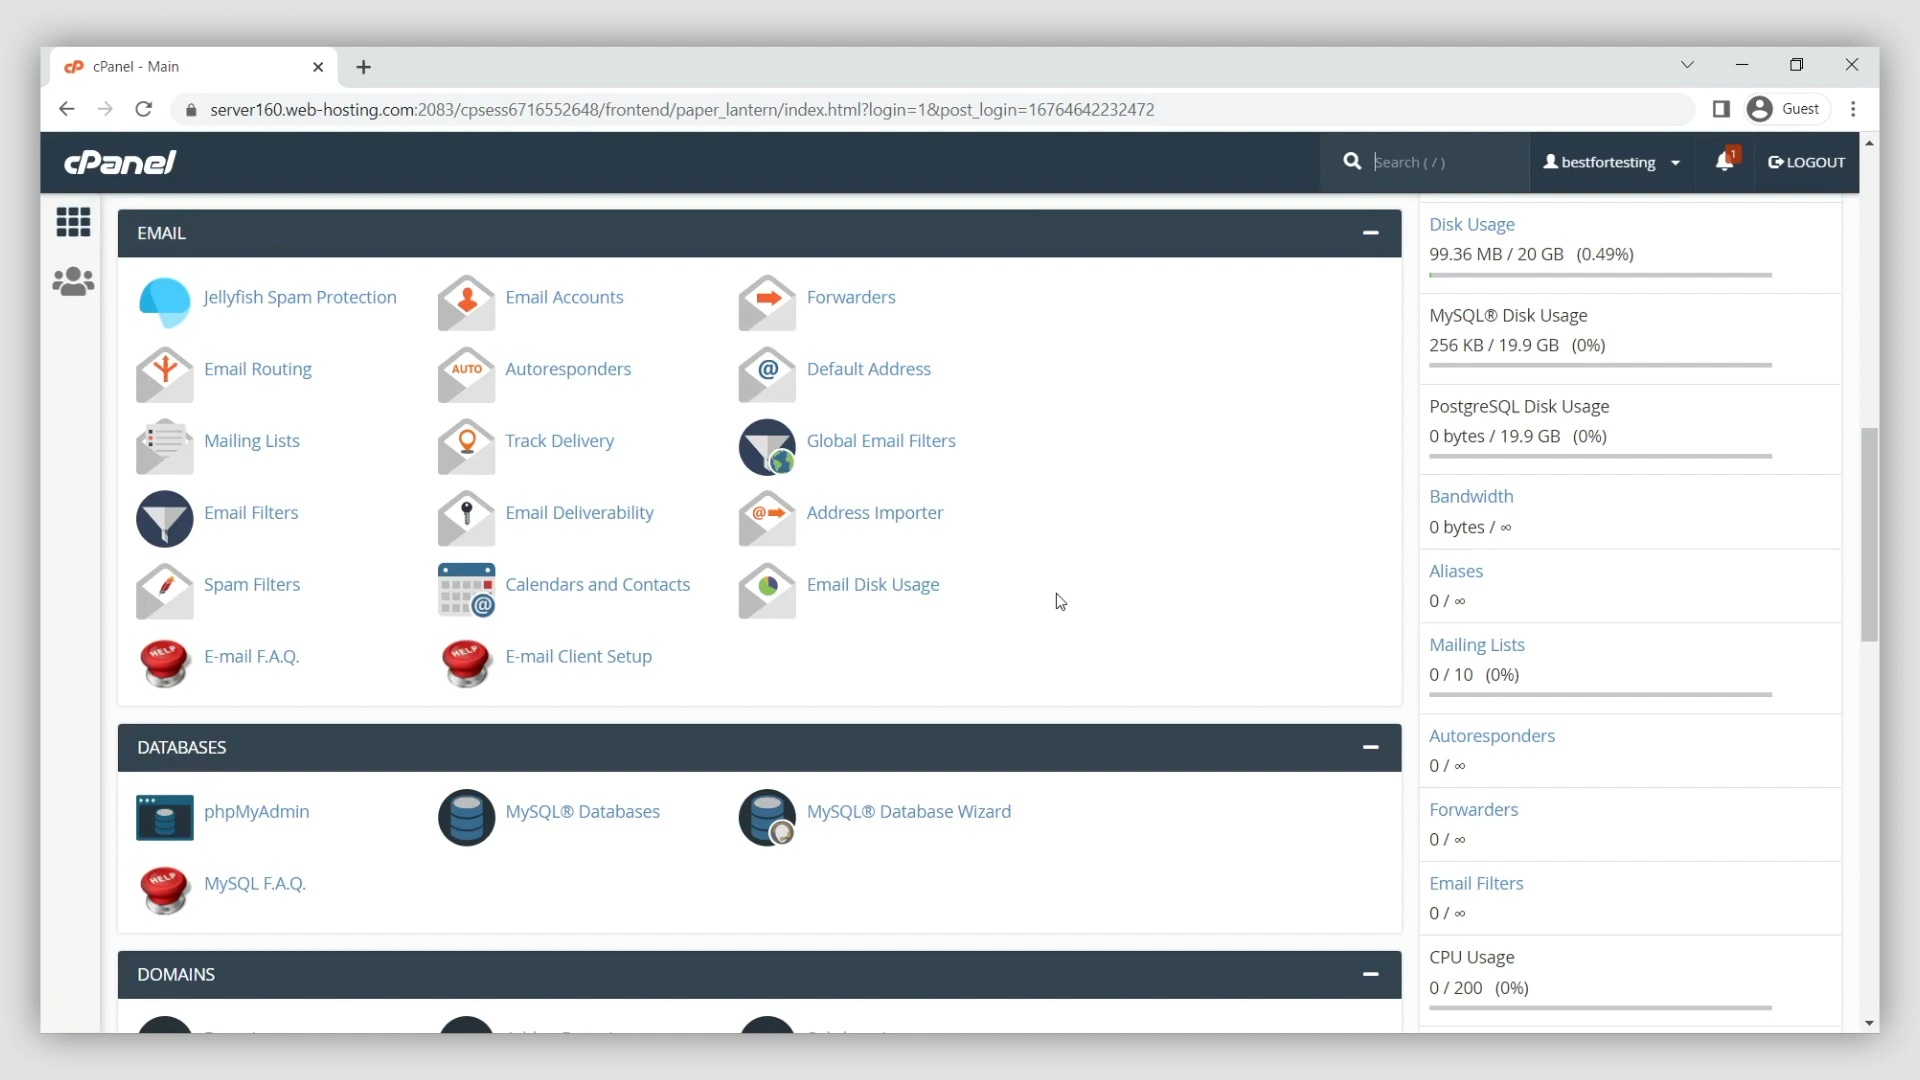 cPanel - Main
server160.web-hosting.com:2083/cpsess6716552648/frontend/paper_lantern/index.html?login=1&post_login=16764642232472
Guest
cPanel
Search ( / )
bestfortesting
1
LOGOUT
EMAIL
Jellyfish Spam Protection
Email Accounts
Forwarders
Email Routing
AUTO
Autoresponders
@
Default Address
Mailing Lists
Track Delivery
Global Email Filters
Email Filters
Email Deliverability
@
Address Importer
Spam Filters
@
Calendars and Contacts
Email Disk Usage
HELP
E-mail F.A.Q.
HELP
E-mail Client Setup
DATABASES
phpMyAdmin
MySQL® Databases
MySQL® Database Wizard
HELP
MySQL F.A.Q.
DOMAINS
Disk Usage
99.36 MB / 20 GB (0.49%)
MySQL® Disk Usage
256 KB / 19.9 GB (0%)
PostgreSQL Disk Usage
0 bytes / 19.9 GB (0%)
Bandwidth
0 bytes / ∞
Aliases
0 / ∞
Mailing Lists
0 / 10 (0%)
Autoresponders
0 / ∞
Forwarders
0 / ∞
Email Filters
0 / ∞
CPU Usage
0 / 200 (0%)